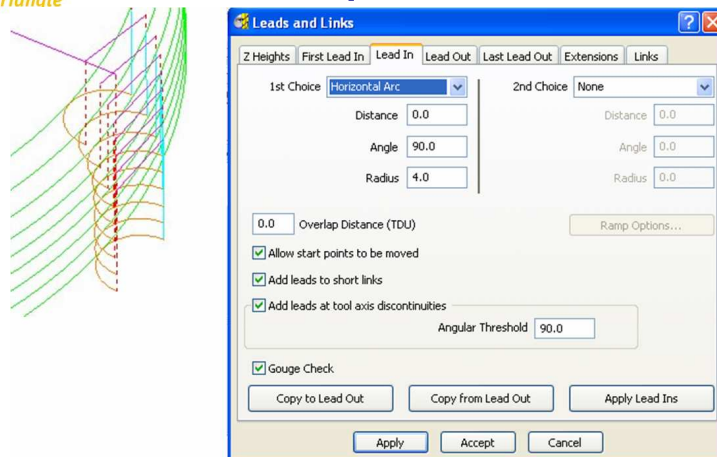 Leads and Links
Z Heights First Lead In Lead In Lead Out Last Lead Out Extensions Links
1st Choice Horizontal Arc 2nd Choice None
Distance 0.0 Distance 0.0
Angle 90.0 Angle 0.0
Radius 4.0 Radius 0.0
0.0 Overlap Distance (TDU) Ramp Options...
Allow start points to be moved
Add leads to short links
Add leads at tool axis discontinuities
Angular Threshold 90.0
Gouge Check
Copy to Lead Out Copy from Lead Out Apply Lead Ins
Apply Accept Cancel